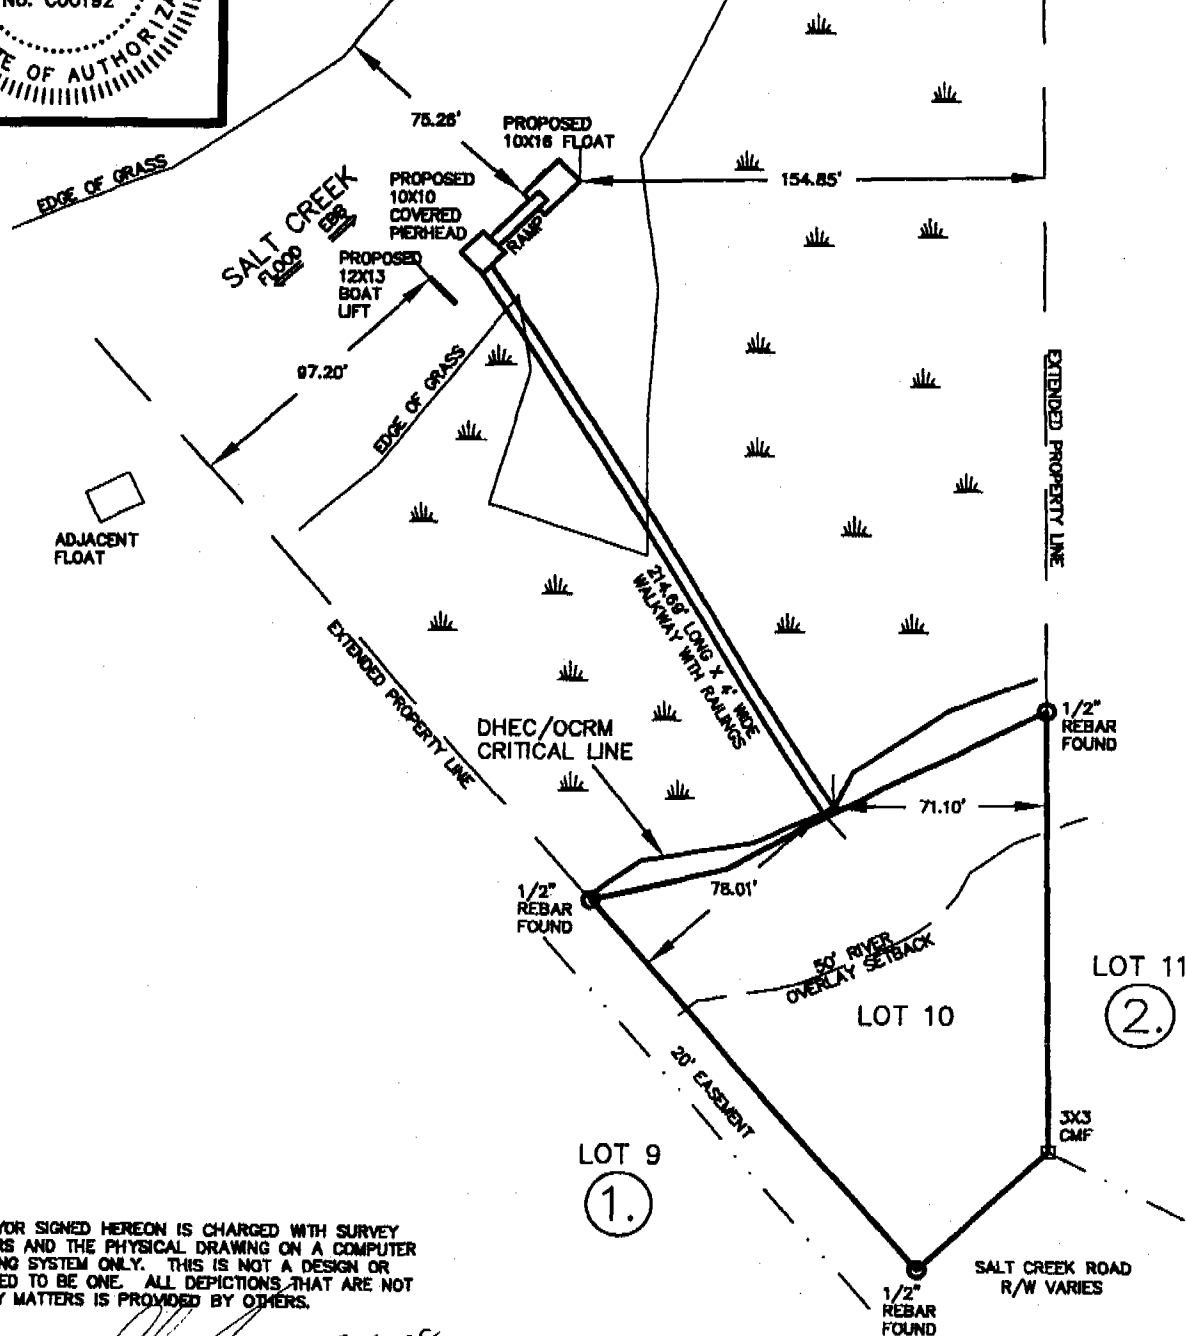 NO. C00192
E OF AUTHORIZA
75.26'
PROPOSED
10X16 FLOAT
154.85'
EDGE OF GRASS
SALT CREEK
EBB
FLOOD
PROPOSED
10X10
COVERED
PIERHEAD
RAMP
PROPOSED
12X13
BOAT
LIFT
97.20'
EDGE OF GRASS
EXTENDED PROPERTY LINE
ADJACENT
FLOAT
214.69' LONG X 4' WIDE
WALKWAY WITH RAILINGS
EXTENDED PROPERTY LINE
DHEC/OCRM
CRITICAL LINE
1/2"
REBAR
FOUND
71.10'
78.01'
1/2"
REBAR
FOUND
50' RIVER
OVERLAY SETBACK
LOT 10
LOT 11
2.
20' EASEMENT
3X3
CMF
LOT 9
1.
YOR SIGNED HEREON IS CHARGED WITH SURVEY
RS AND THE PHYSICAL DRAWING ON A COMPUTER
NG SYSTEM ONLY. THIS IS NOT A DESIGN OR
ED TO BE ONE. ALL DEPICTIONS THAT ARE NOT
Y MATTERS IS PROVIDED BY OTHERS.
SALT CREEK ROAD
R/W VARIES
1/2"
REBAR
FOUND